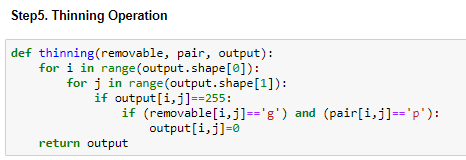 Step5. Thinning Operation
def thinning(removable, pair, output):
    for i in range(output.shape[0]):
        for j in range(output.shape[1]):
            if output[i,j]==255:
                if (removable[i,j]=='g') and (pair[i,j]=='p'):
                    output[i,j]=0
    return output